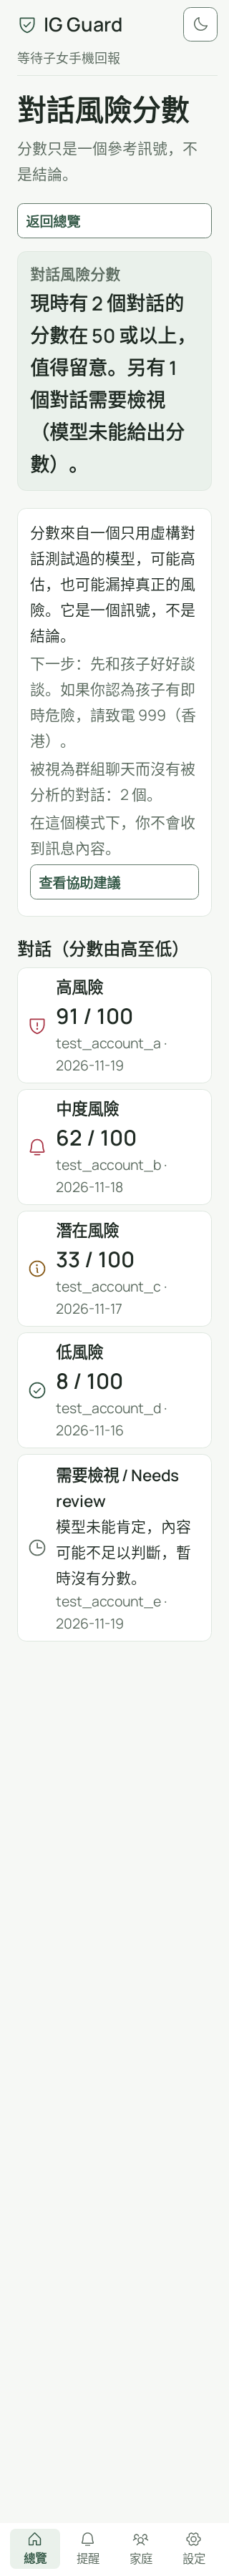 IG Guard
等待子女手機回報
對話風險分數
分數只是一個參考訊號，不
是結論。
返回總覽
對話風險分數
現時有 2 個對話的
分數在 50 或以上，
值得留意。另有 1
個對話需要檢視
（模型未能給出分
數）。
分數來自一個只用虛構對
話測試過的模型，可能高
估，也可能漏掉真正的風
險。它是一個訊號，不是
結論。
下一步：先和孩子好好談
談。如果你認為孩子有即
時危險，請致電 999（香
港）。
被視為群組聊天而沒有被
分析的對話：2 個。
在這個模式下，你不會收
到訊息內容。
查看協助建議
對話（分數由高至低）
高風險
91 / 100
test_account_a ·
2026-11-19
中度風險
62 / 100
test_account_b ·
2026-11-18
潛在風險
33 / 100
test_account_c ·
2026-11-17
低風險
8 / 100
test_account_d ·
2026-11-16
需要檢視 / Needs
review
模型未能肯定，內容
可能不足以判斷，暫
時沒有分數。
test_account_e ·
2026-11-19
總覽
提醒
家庭
設定